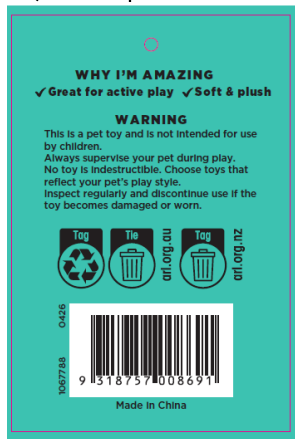 WHY I'M AMAZING
✓Great for active play ✓Soft & plush
WARNING
This is a pet toy and is not intended for use
by children.
Always supervise your pet during play.
No toy is indestructible. Choose toys that
reflect your pet's play style.
Inspect regularly and discontinue use if the
toy becomes damaged or worn.
Tag
Tie
arl.org.au
Tag
arl.org.nz
0426
1067788
9 318757 008691
Made in China